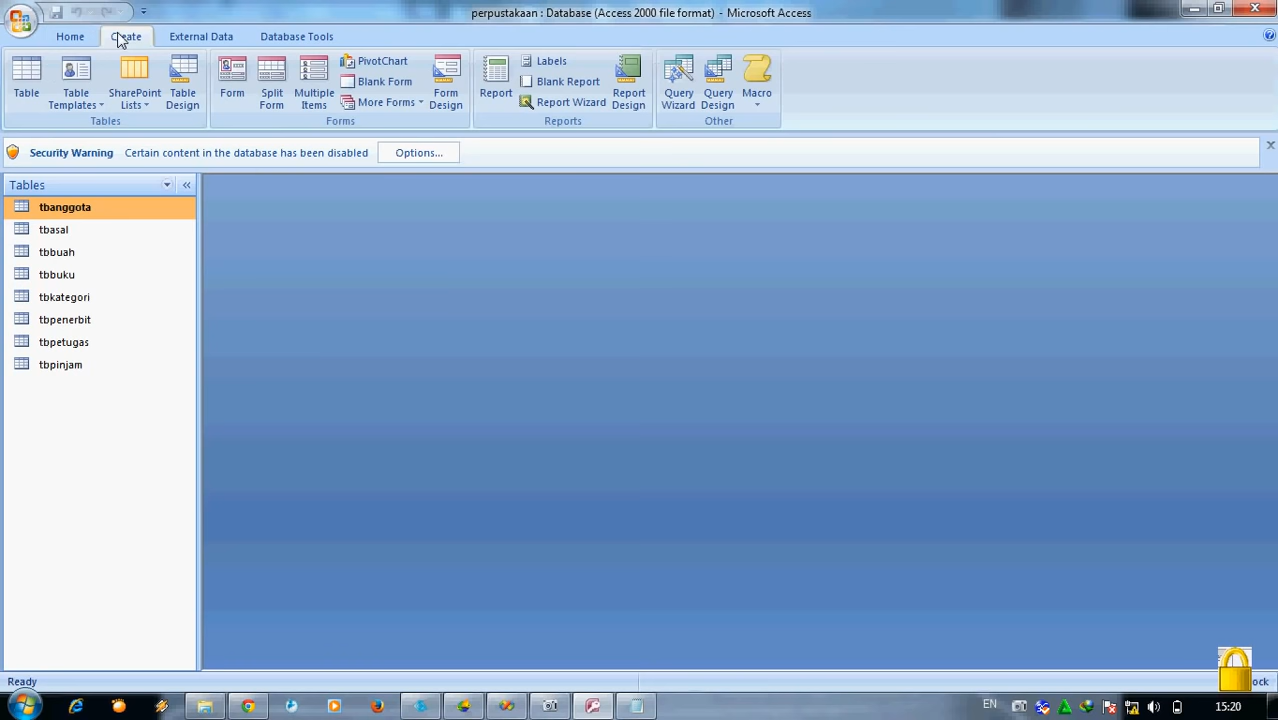 perpustakaan : Database (Access 2000 file format) - Microsoft Access
Home Create External Data Database Tools
Table
Table Templates
SharePoint Lists
Table Design
Tables
Form
Split Form
Multiple Items
PivotChart
Blank Form
More Forms
Form Design
Forms
Report
Labels
Blank Report
Report Wizard
Report Design
Reports
Query Wizard
Query Design
Macro
Other
Security Warning Certain content in the database has been disabled Options...
Tables
tbanggota
tbasal
tbbuah
tbbuku
tbkategori
tbpenerbit
tbpetugas
tbpinjam
Ready
EN 15:20